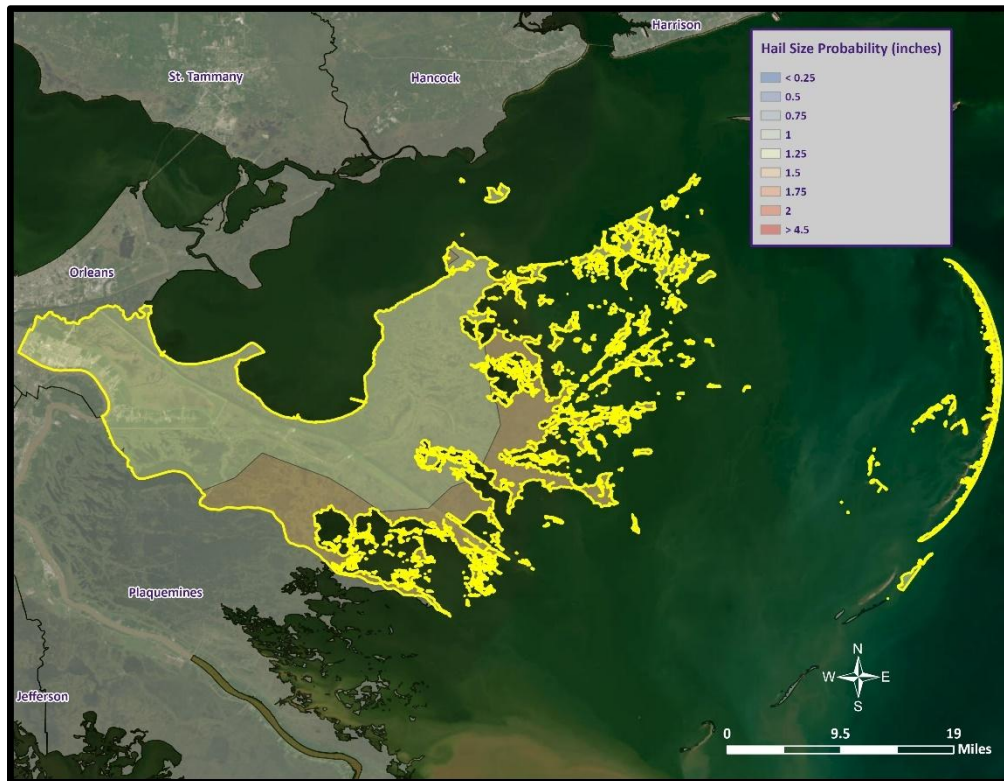 Harrison
Hail Size Probability (inches)
< 0.25
0.5
0.75
1
1.25
1.5
1.75
2
> 4.5
St. Tammany
Hancock
Orleans
Plaquemines
Jefferson
N
W E
S
0 9.5 19
Miles